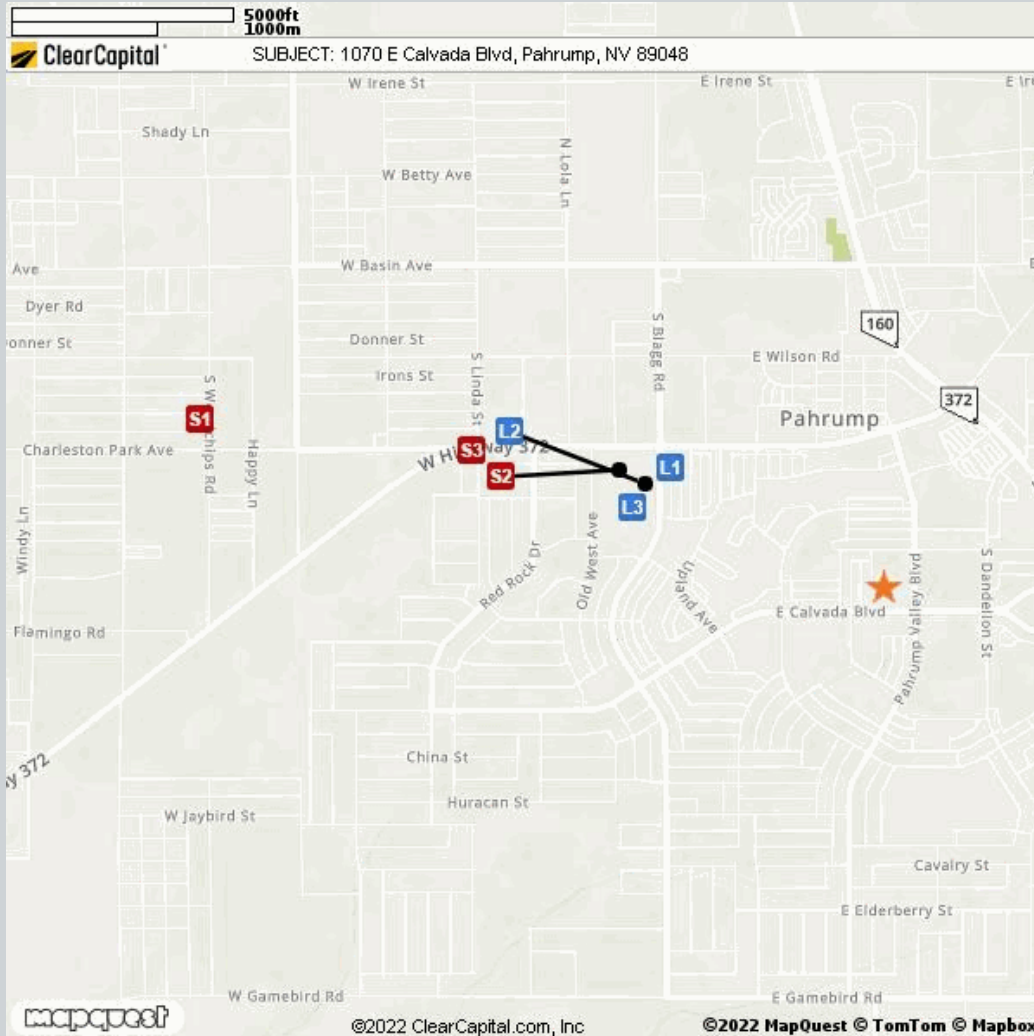 5000ft
1000m
ClearCapital
SUBJECT: 1070 E Calvada Blvd, Pahrump, NV 89048
W Irene St
E Irene St
Shady Ln
N Lola Ln
W Betty Ave
Ave
W Basin Ave
Dyer Rd
Donner St
S Blagg Rd
160
E Wilson Rd
S Linda St
Irons St
372
Pahrump
S1
L2
S3
Charleston Park Ave
Happy Ln
S2
L1
L3
Windy Ln
Old West Ave
Red Rock Dr
Upland Ave
E Calvada Blvd
Pahrump Valley Blvd
S Dandelion St
Flamingo Rd
China St
372
Huracan St
W Jaybird St
Cavalry St
E Elderberry St
W Gamebird Rd
E Gamebird Rd
mapquest
©2022 ClearCapital.com, Inc
©2022 MapQuest © TomTom © Mapbox